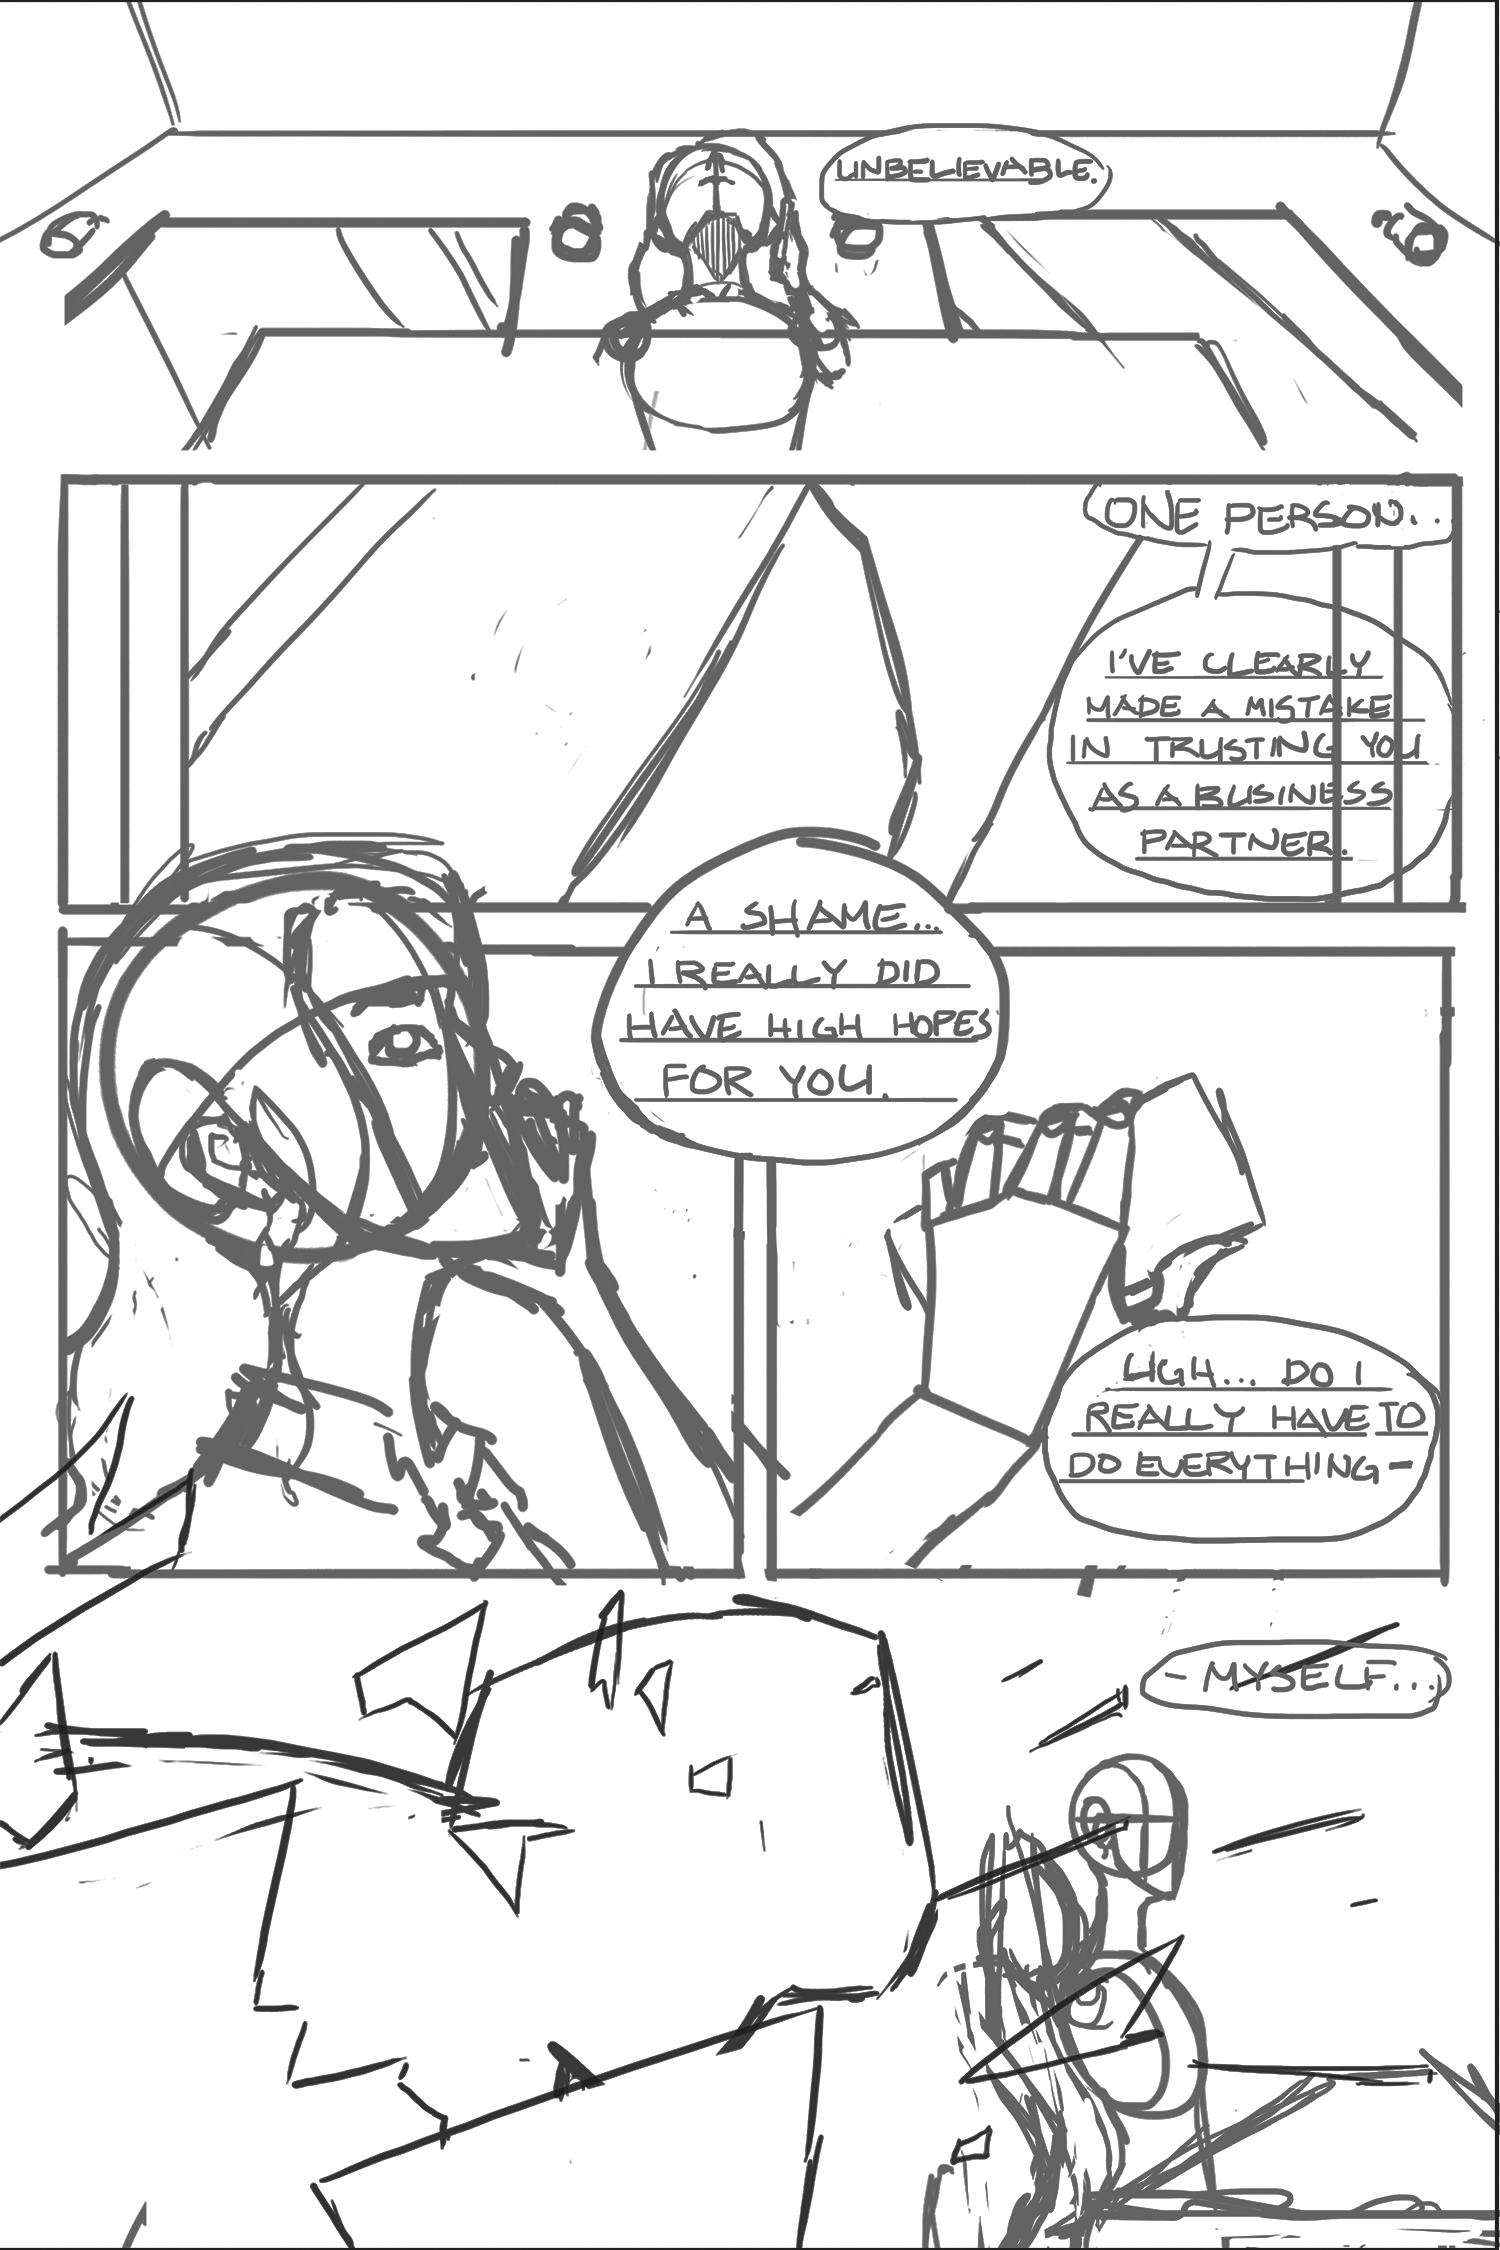 UNBELIEVABLE.
ONE PERSON...
I'VE CLEARLY
MADE A MISTAKE
IN TRUSTING YOU
AS A BUSINESS
PARTNER.
A SHAME...
I REALLY DID
HAVE HIGH HOPES
FOR YOU.
UGH... DO I
REALLY HAVE TO
DO EVERYTHING-
- MYSELF...